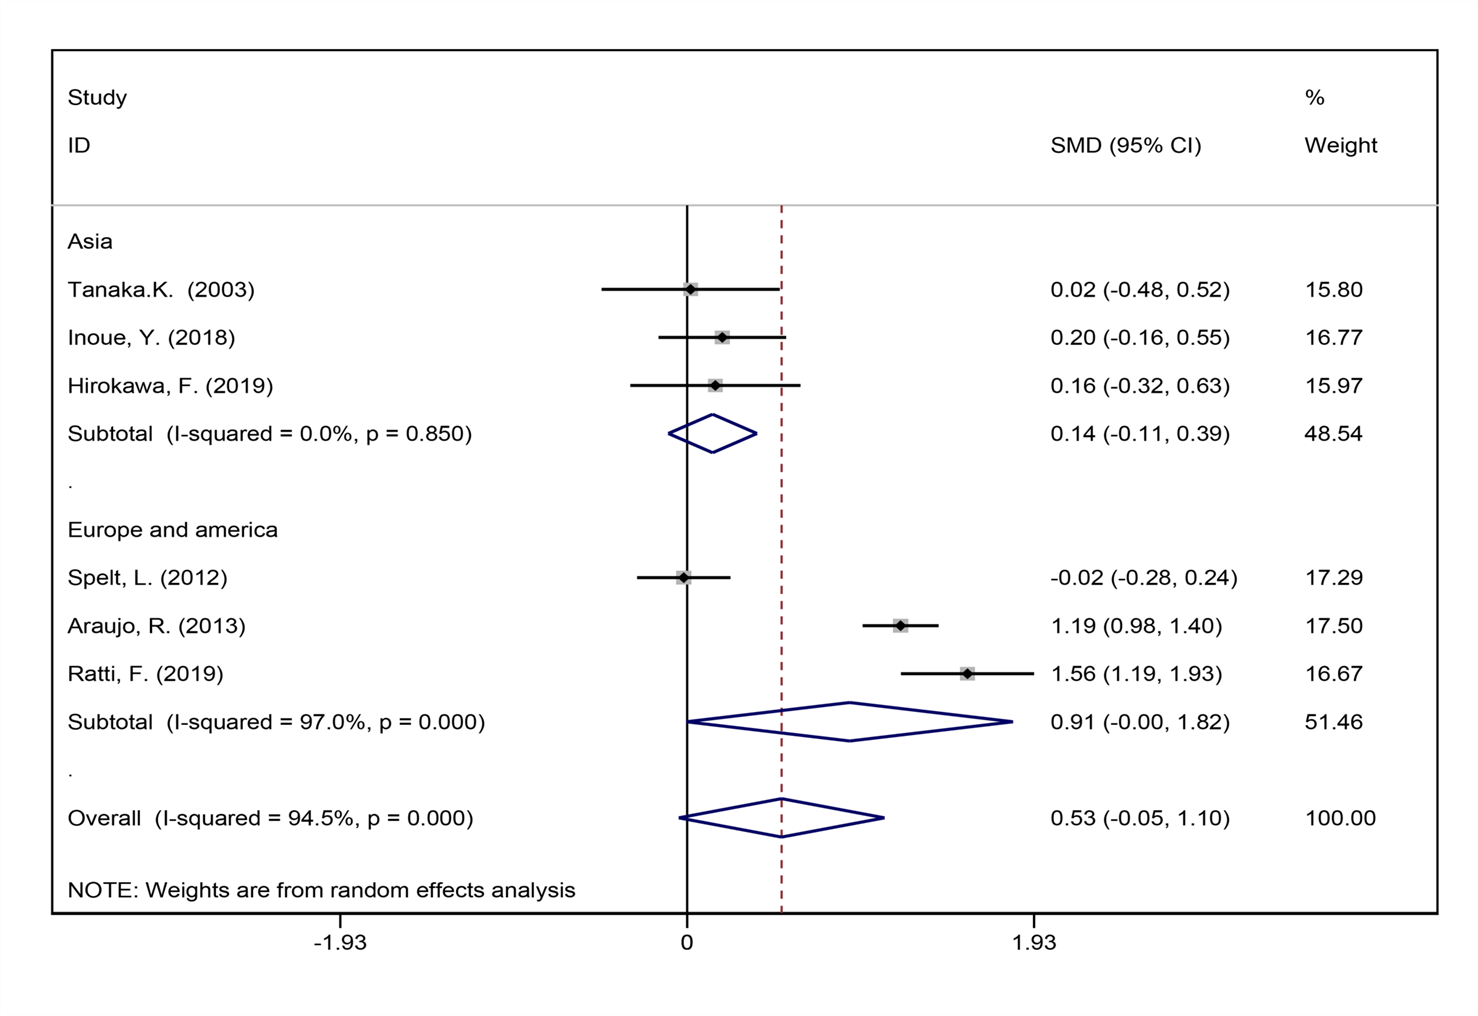 Study %
ID SMD (95% CI) Weight
Asia
Tanaka.K. (2003) 0.02 (-0.48, 0.52) 15.80
Inoue, Y. (2018) 0.20 (-0.16, 0.55) 16.77
Hirokawa, F. (2019) 0.16 (-0.32, 0.63) 15.97
Subtotal (I-squared = 0.0%, p = 0.850) 0.14 (-0.11, 0.39) 48.54
.
Europe and america
Spelt, L. (2012) -0.02 (-0.28, 0.24) 17.29
Araujo, R. (2013) 1.19 (0.98, 1.40) 17.50
Ratti, F. (2019) 1.56 (1.19, 1.93) 16.67
Subtotal (I-squared = 97.0%, p = 0.000) 0.91 (-0.00, 1.82) 51.46
.
Overall (I-squared = 94.5%, p = 0.000) 0.53 (-0.05, 1.10) 100.00
NOTE: Weights are from random effects analysis
-1.93 0 1.93